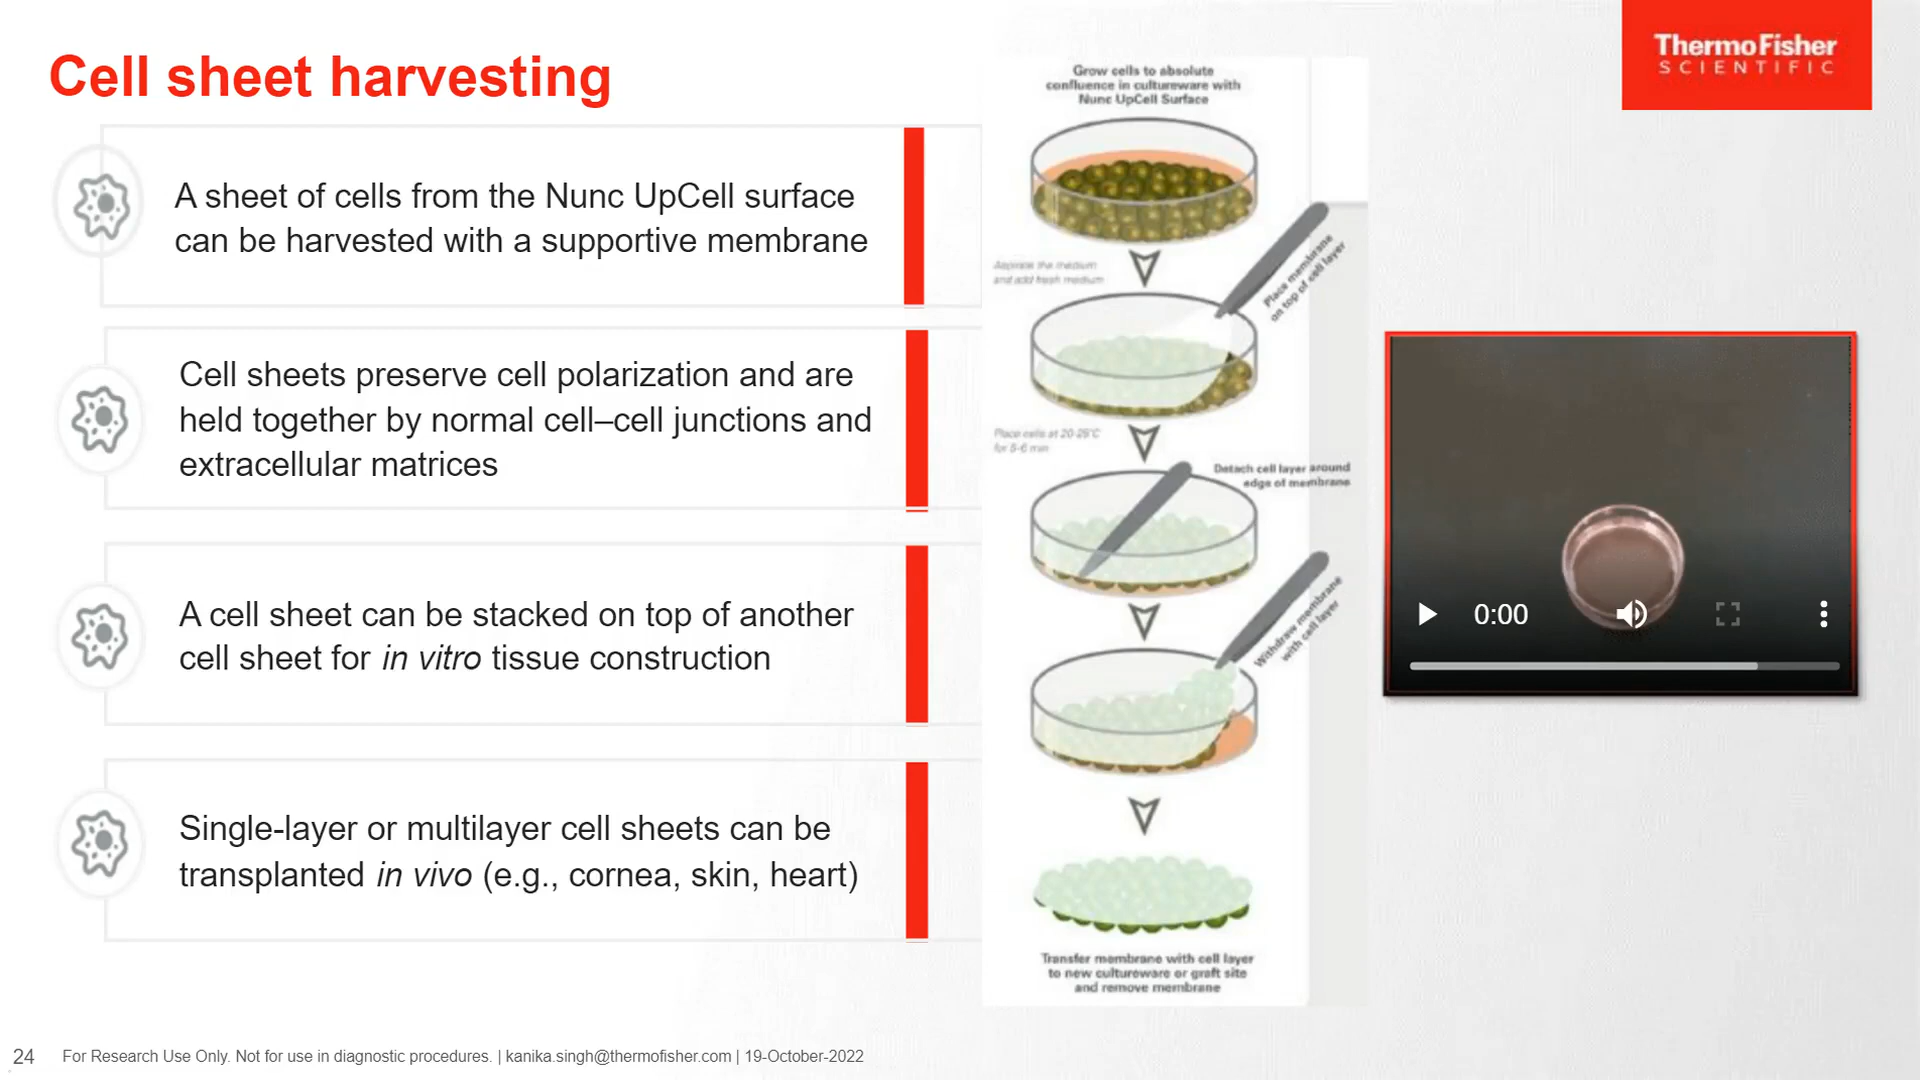 Cell sheet harvesting
ThermoFisher
SCIENTIFIC
A sheet of cells from the Nunc UpCell surface
can be harvested with a supportive membrane
Cell sheets preserve cell polarization and are
held together by normal cell–cell junctions and
extracellular matrices
A cell sheet can be stacked on top of another
cell sheet for in vitro tissue construction
Single-layer or multilayer cell sheets can be
transplanted in vivo (e.g., cornea, skin, heart)
Grow cells to absolute
confluence in cultureware with
Nunc UpCell Surface
Aspirate the medium
and add fresh medium
Place membrane
on top of cell layer
Place cells at 20-25°C
for 5-6 min
Detach cell layer around
edge of membrane
Withdraw membrane
with cell layer
Transfer membrane with cell layer
to new cultureware or graft site
and remove membrane
0:00
24 For Research Use Only. Not for use in diagnostic procedures. | kanika.singh@thermofisher.com | 19-October-2022